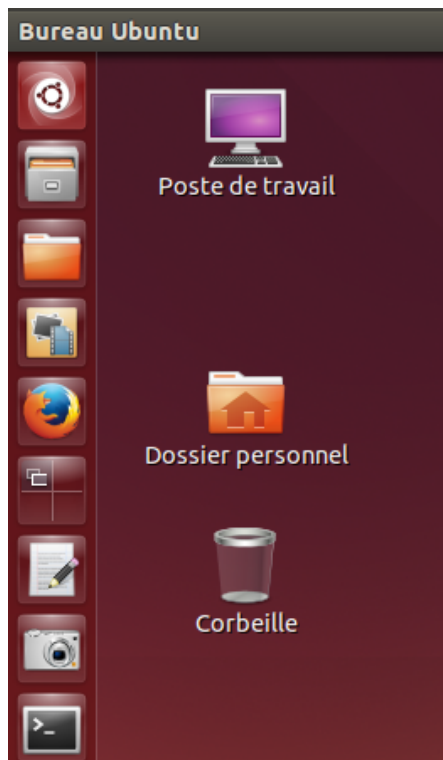 Bureau Ubuntu
Poste de travail
Dossier personnel
Corbeille
>_